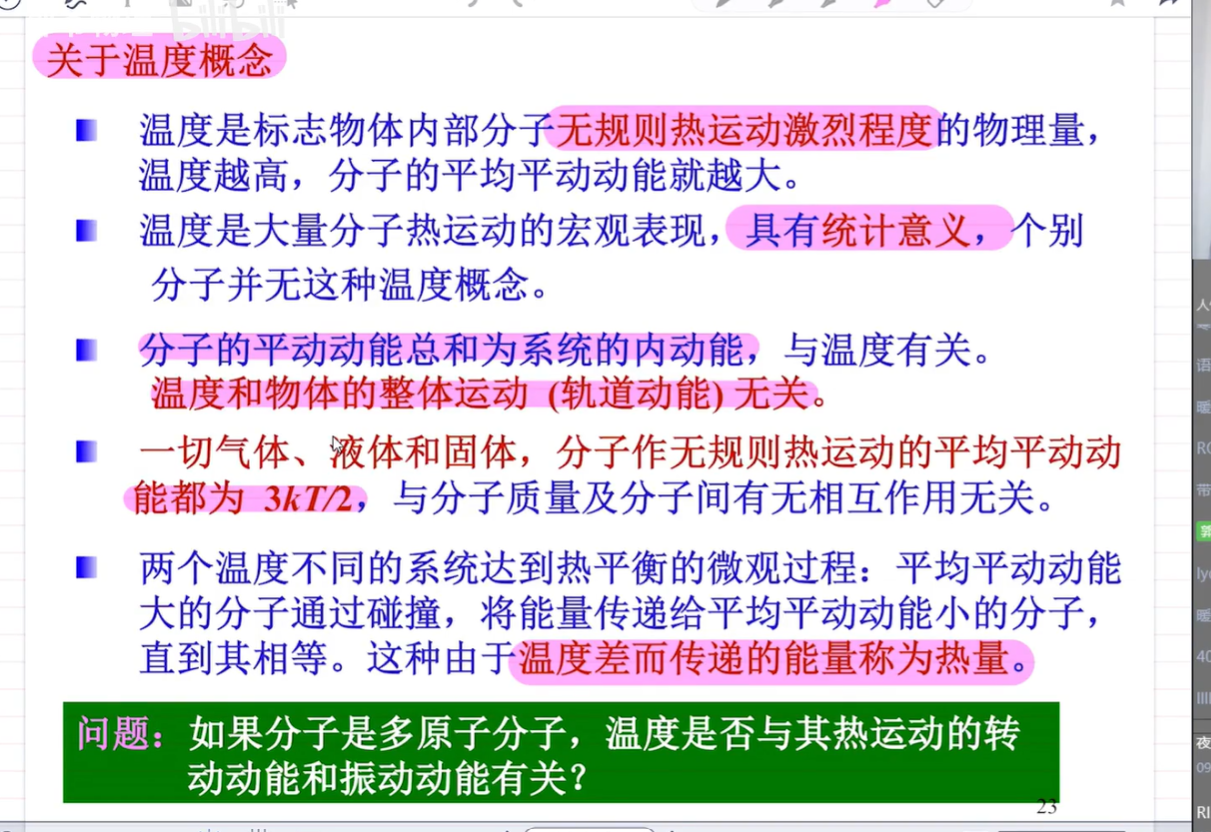 bilibili
关于温度概念
温度是标志物体内部分子无规则热运动激烈程度的物理量，
温度越高，分子的平均平动动能就越大。
温度是大量分子热运动的宏观表现，具有统计意义，个别
分子并无这种温度概念。
分子的平动动能总和为系统的内动能，与温度有关。
温度和物体的整体运动 (轨道动能) 无关。
一切气体、液体和固体，分子作无规则热运动的平均平动动
能都为 3kT/2，与分子质量及分子间有无相互作用无关。
两个温度不同的系统达到热平衡的微观过程：平均平动动能
大的分子通过碰撞，将能量传递给平均平动动能小的分子，
直到其相等。这种由于温度差而传递的能量称为热量。
问题：如果分子是多原子分子，温度是否与其热运动的转
动动能和振动动能有关？
23